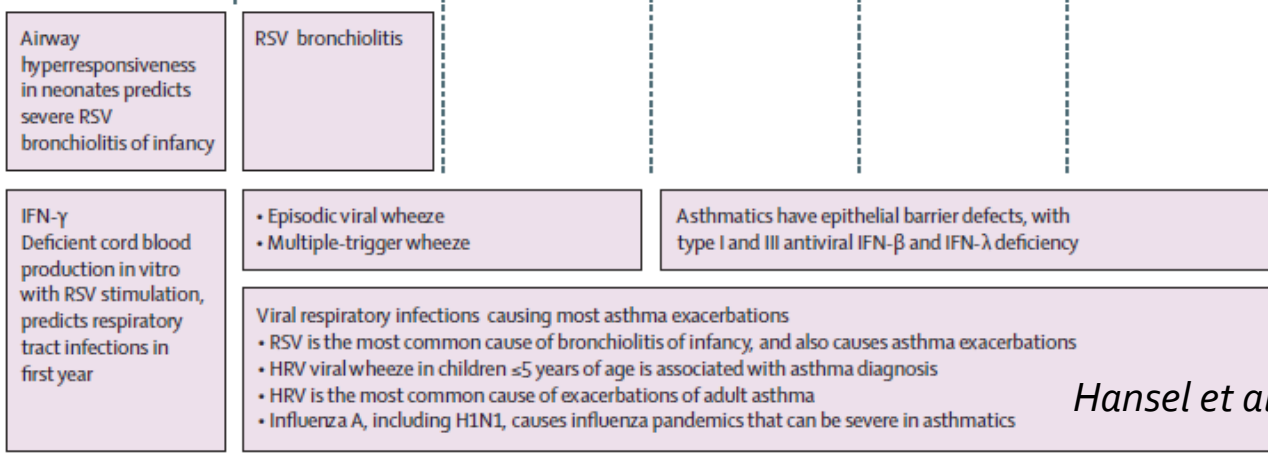 Airway
hyperresponsiveness
in neonates predicts
severe RSV
bronchiolitis of infancy
RSV bronchiolitis
IFN-γ
Deficient cord blood
production in vitro
with RSV stimulation,
predicts respiratory
tract infections in
first year
• Episodic viral wheeze
• Multiple-trigger wheeze
Asthmatics have epithelial barrier defects, with
type I and III antiviral IFN-β and IFN-λ deficiency
Viral respiratory infections causing most asthma exacerbations
• RSV is the most common cause of bronchiolitis of infancy, and also causes asthma exacerbations
• HRV viral wheeze in children ≤5 years of age is associated with asthma diagnosis
• HRV is the most common cause of exacerbations of adult asthma
• Influenza A, including H1N1, causes influenza pandemics that can be severe in asthmatics
Hansel et al